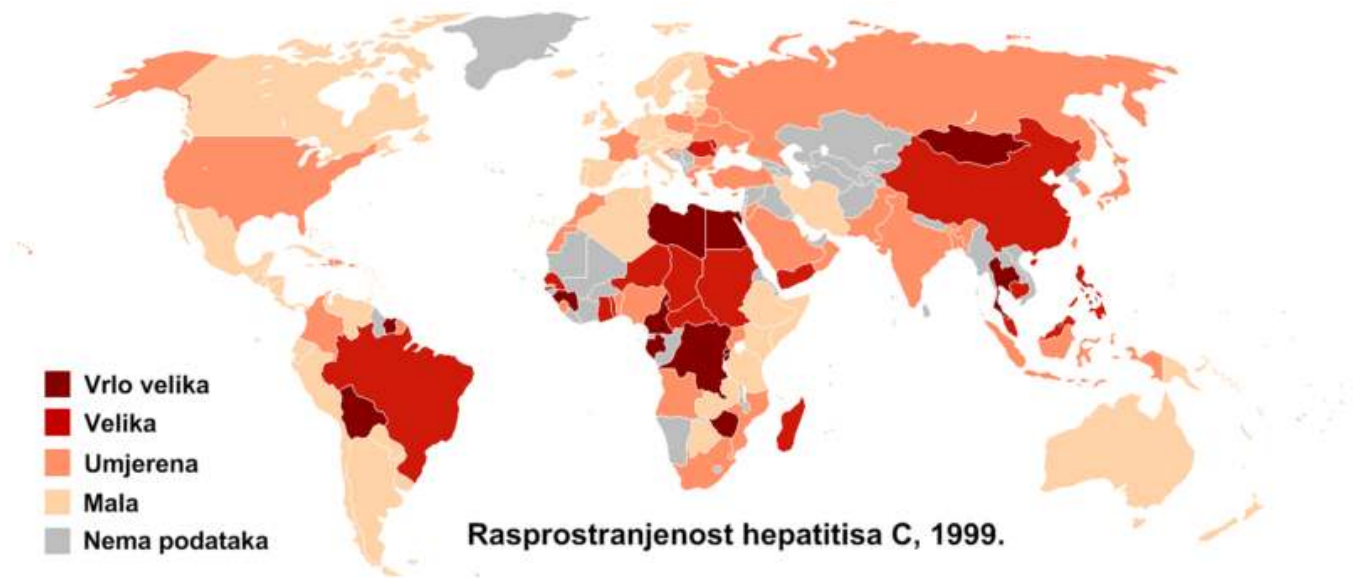 Vrlo velika
Velika
Umjerena
Mala
Nema podataka
Rasprostranjenost hepatitisa C, 1999.